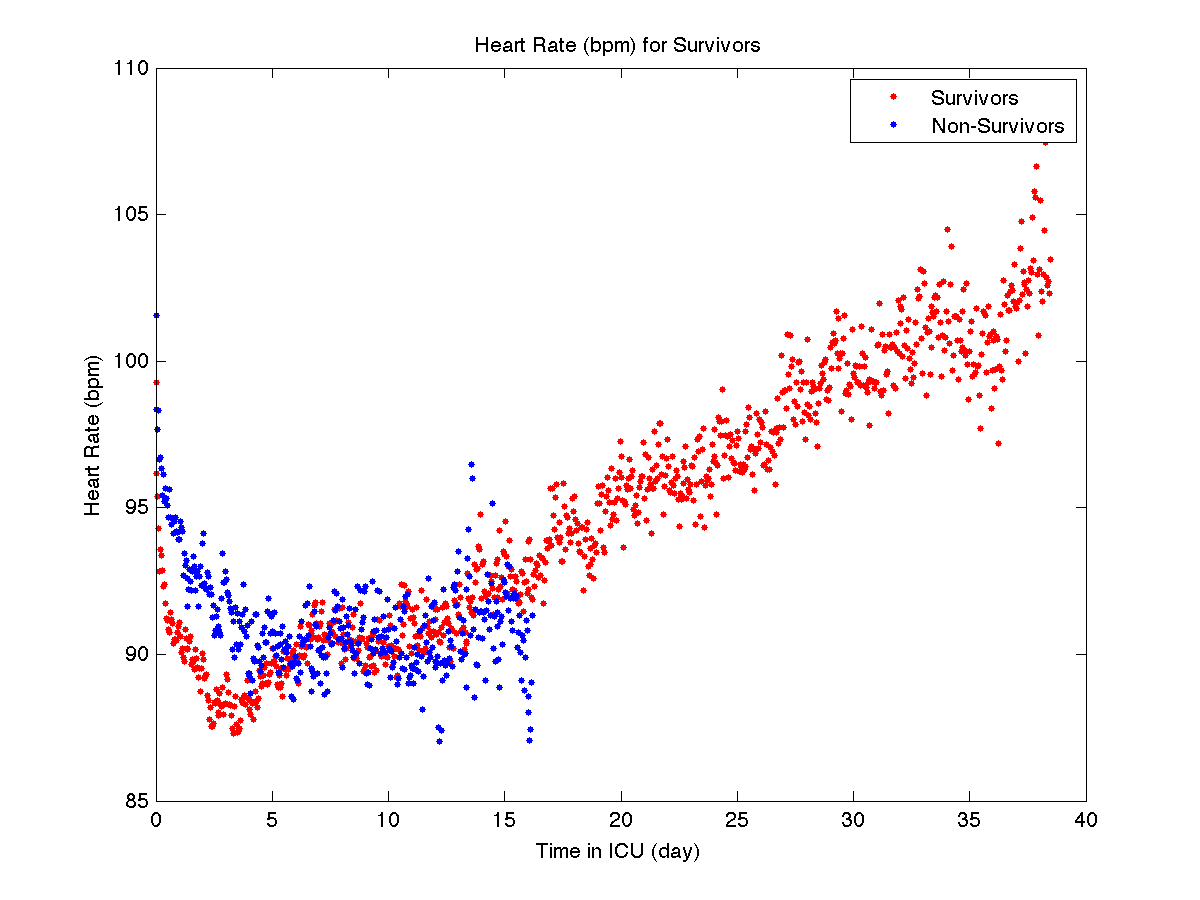 Heart Rate (bpm) for Survivors
110
Survivors
Non-Survivors
105
100
95
90
85
Heart Rate (bpm)
0 5 10 15 20 25 30 35 40
Time in ICU (day)